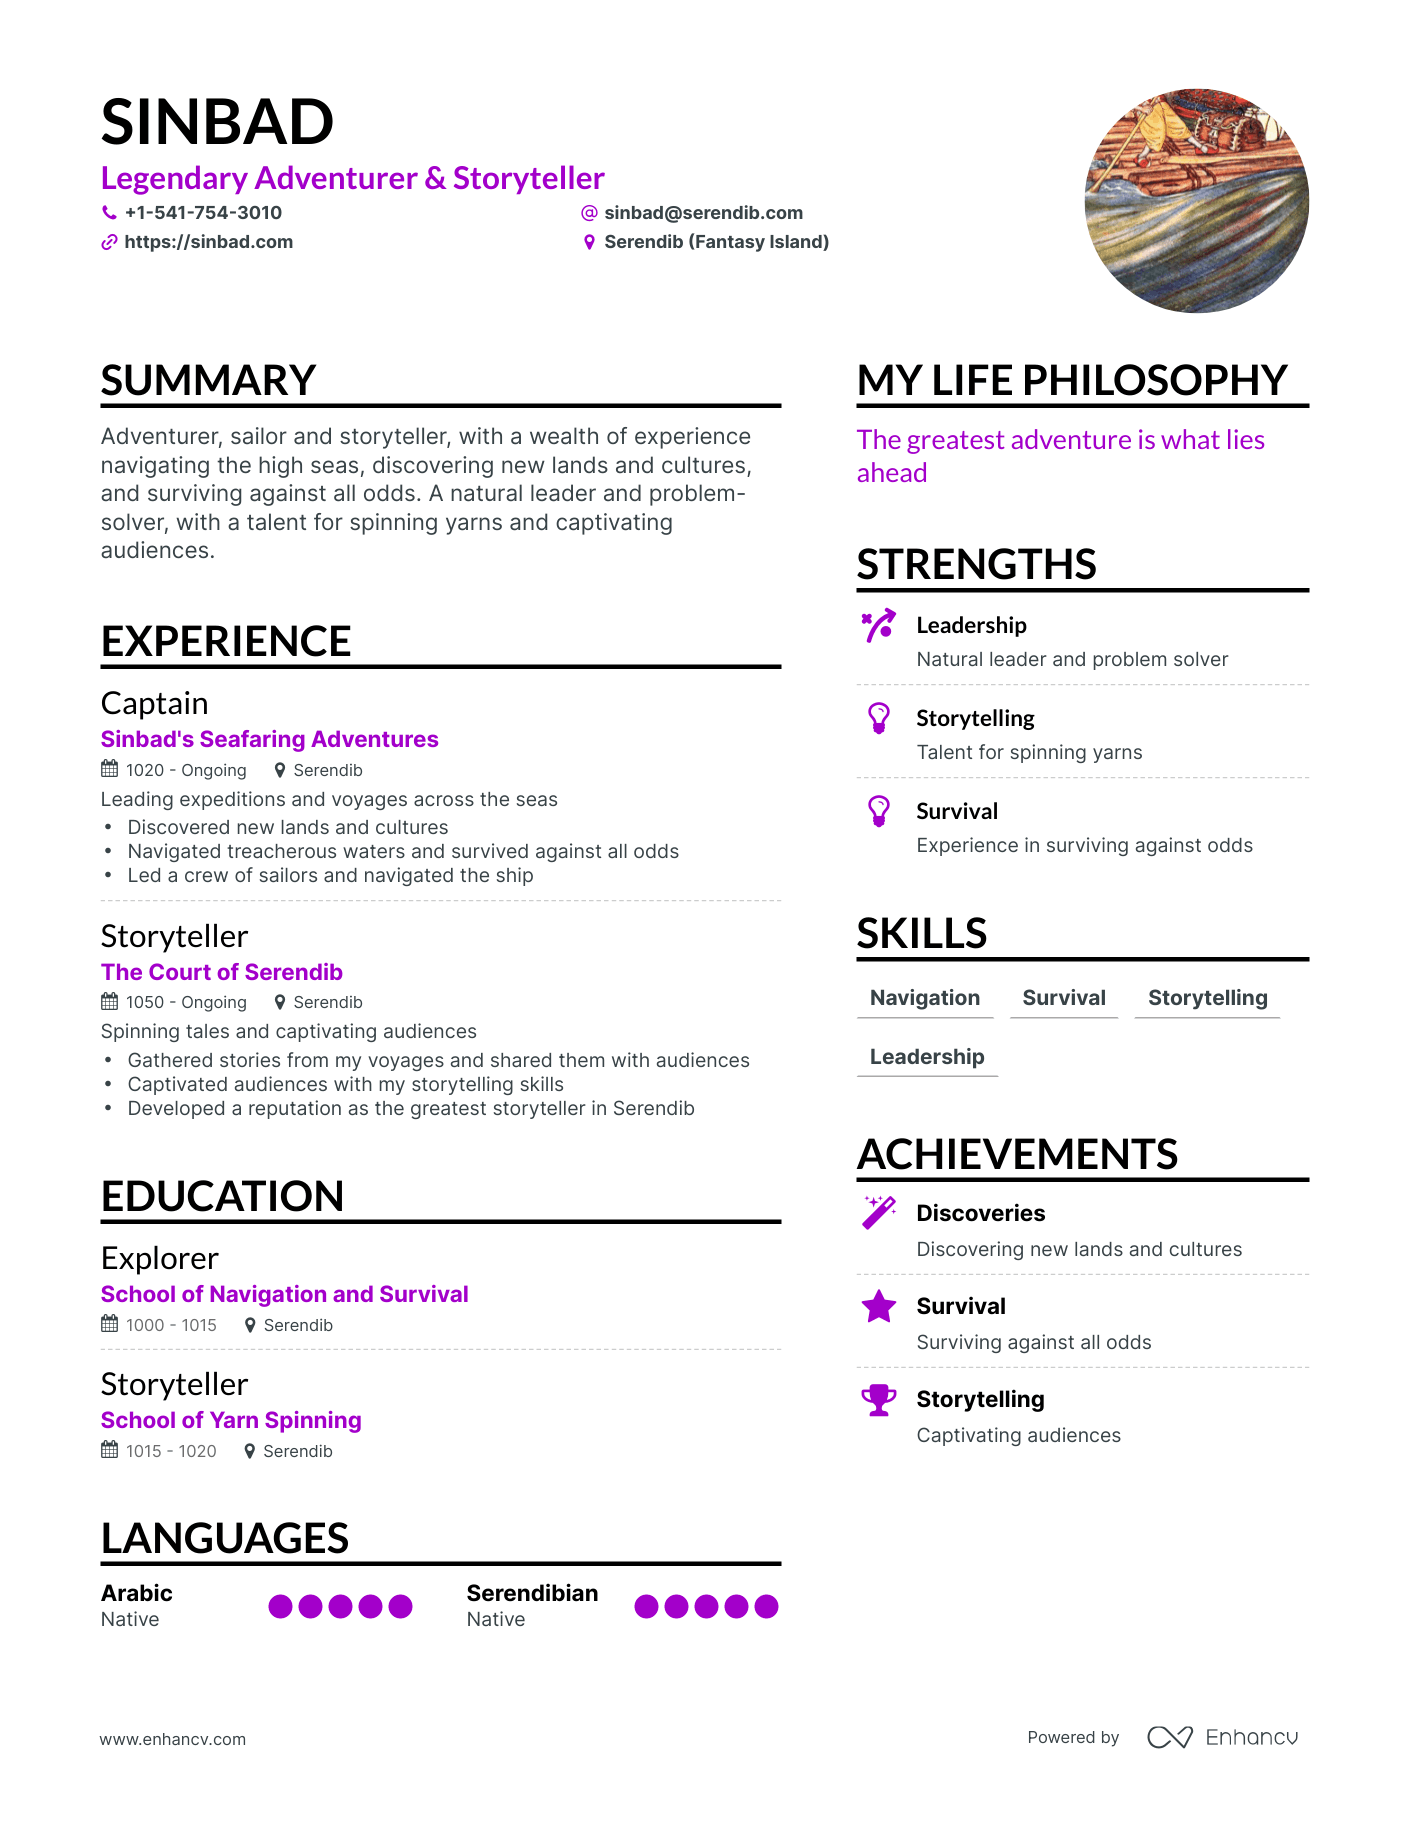 SINBAD
Legendary Adventurer & Storyteller
+1-541-754-3010
sinbad@serendib.com
https://sinbad.com
Serendib (Fantasy Island)
SUMMARY
Adventurer, sailor and storyteller, with a wealth of experience
navigating the high seas, discovering new lands and cultures,
and surviving against all odds. A natural leader and problem-
solver, with a talent for spinning yarns and captivating
audiences.
EXPERIENCE
Captain
Sinbad's Seafaring Adventures
1020 - Ongoing Serendib
Leading expeditions and voyages across the seas
• Discovered new lands and cultures
• Navigated treacherous waters and survived against all odds
• Led a crew of sailors and navigated the ship
Storyteller
The Court of Serendib
1050 - Ongoing Serendib
Spinning tales and captivating audiences
• Gathered stories from my voyages and shared them with audiences
• Captivated audiences with my storytelling skills
• Developed a reputation as the greatest storyteller in Serendib
EDUCATION
Explorer
School of Navigation and Survival
1000 - 1015 Serendib
Storyteller
School of Yarn Spinning
1015 - 1020 Serendib
LANGUAGES
Arabic
Native
Serendibian
Native
MY LIFE PHILOSOPHY
The greatest adventure is what lies
ahead
STRENGTHS
Leadership
Natural leader and problem solver
Storytelling
Talent for spinning yarns
Survival
Experience in surviving against odds
SKILLS
Navigation Survival Storytelling
Leadership
ACHIEVEMENTS
Discoveries
Discovering new lands and cultures
Survival
Surviving against all odds
Storytelling
Captivating audiences
www.enhancv.com
Powered by Enhancv